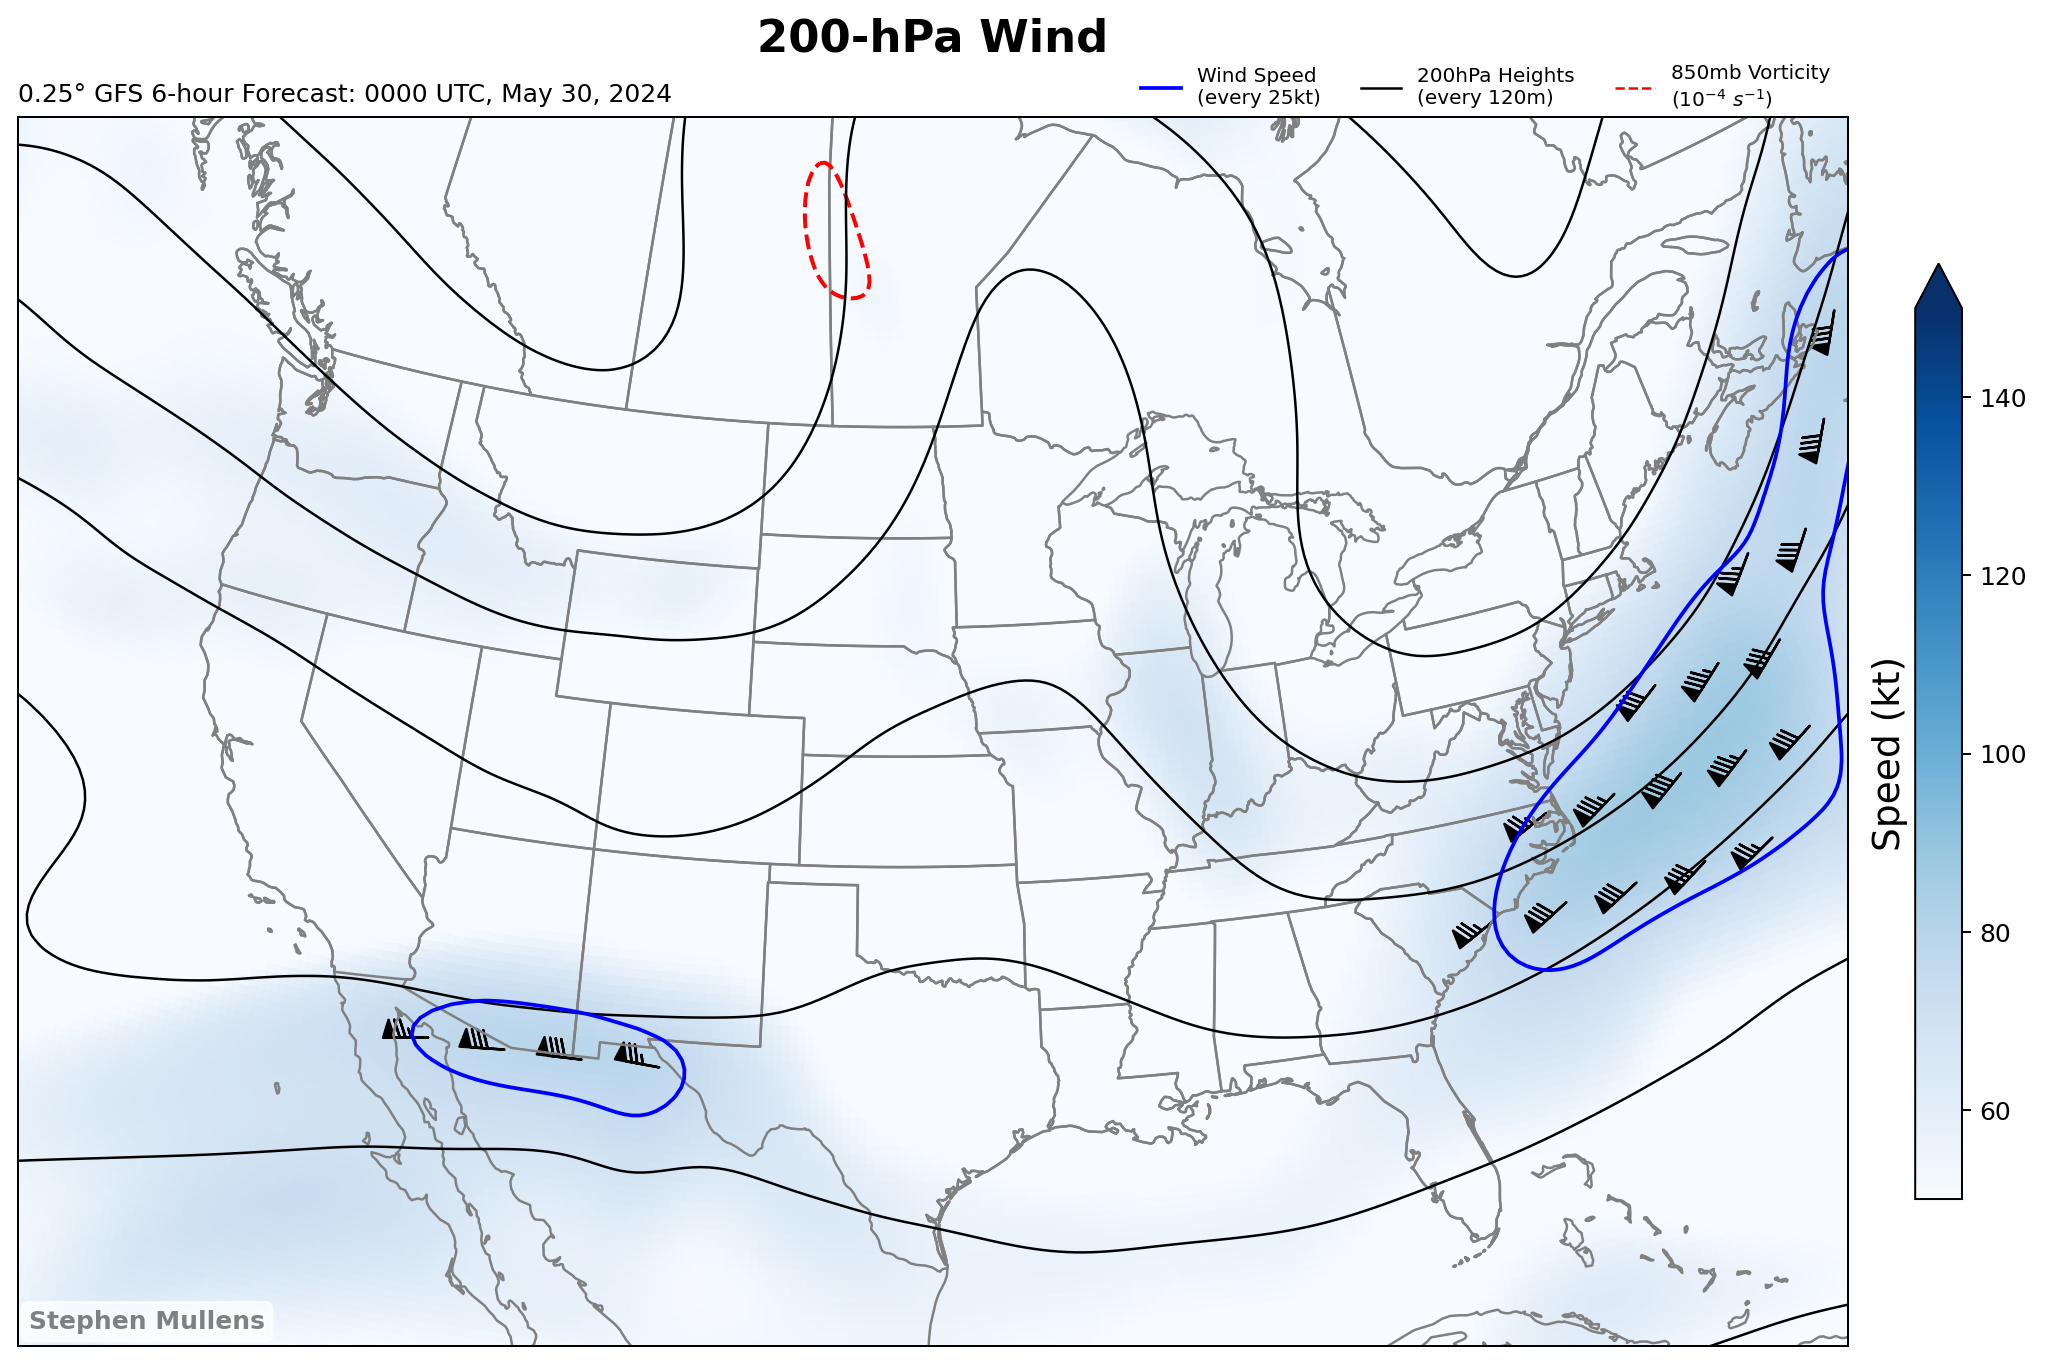 200-hPa Wind
0.25° GFS 6-hour Forecast: 0000 UTC, May 30, 2024
Wind Speed
(every 25kt)
200hPa Heights
(every 120m)
850mb Vorticity
(10⁻⁴ s⁻¹)
140
120
100
80
60
Speed (kt)
Stephen Mullens